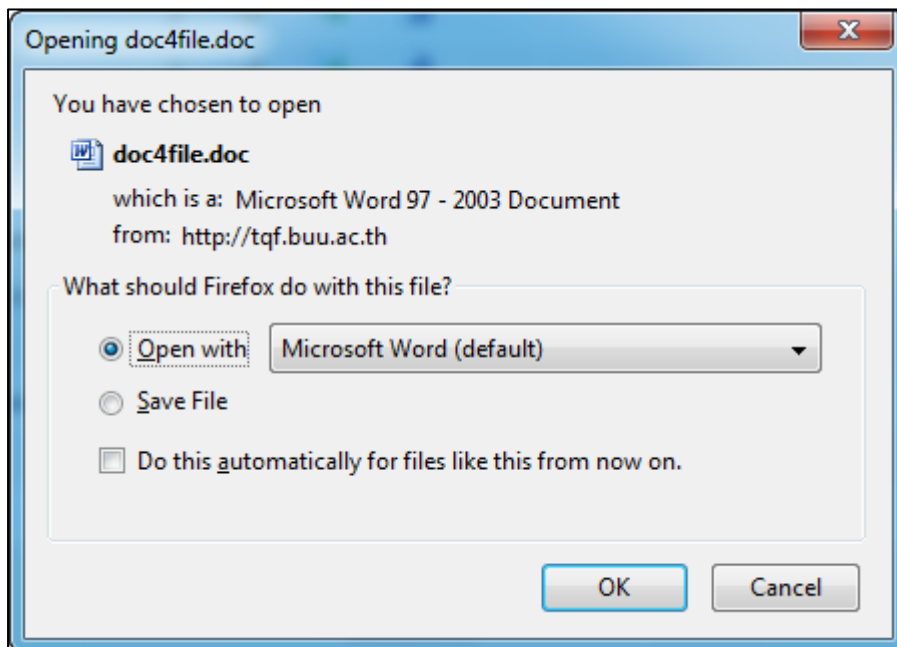 Opening doc4file.doc
You have chosen to open
doc4file.doc
which is a: Microsoft Word 97 - 2003 Document
from: http://tqf.buu.ac.th
What should Firefox do with this file?
Open with Microsoft Word (default)
Save File
Do this automatically for files like this from now on.
OK Cancel